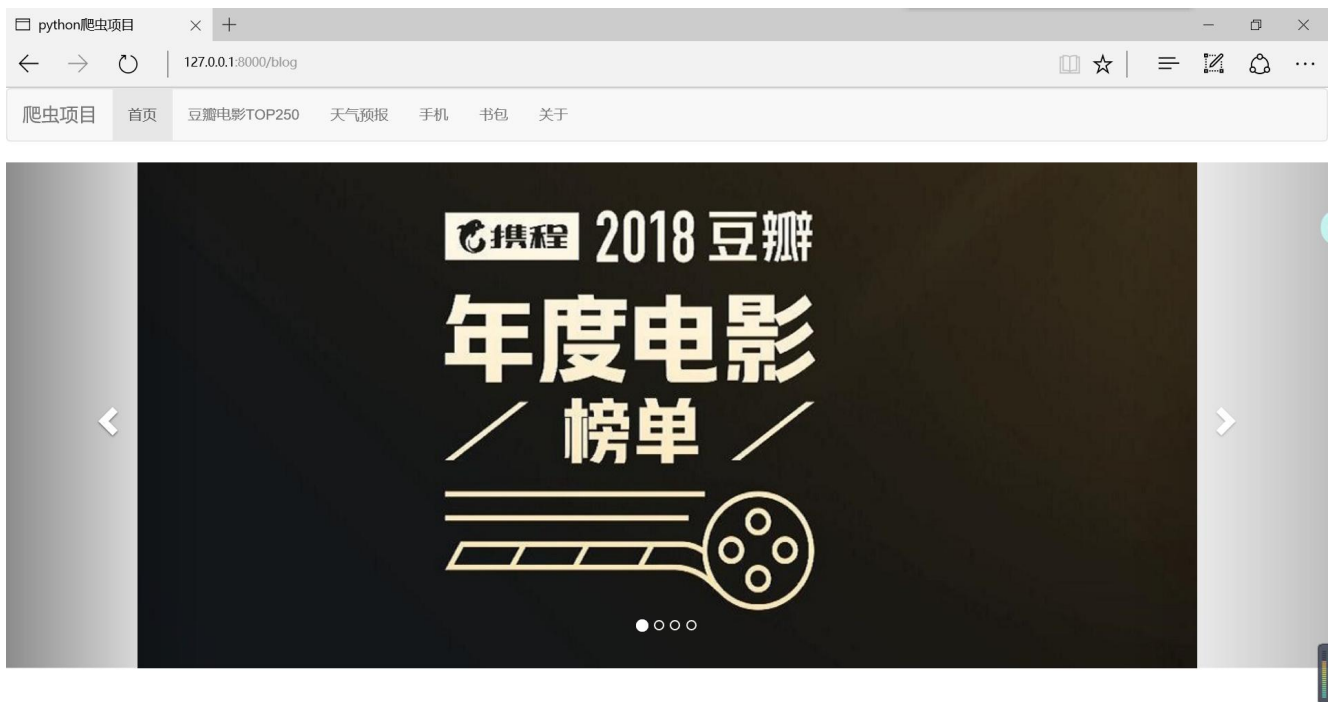 python爬虫项目
127.0.0.1:8000/blog
爬虫项目 首页 豆瓣电影TOP250 天气预报 手机 书包 关于
携程 2018 豆瓣
年度电影
榜单